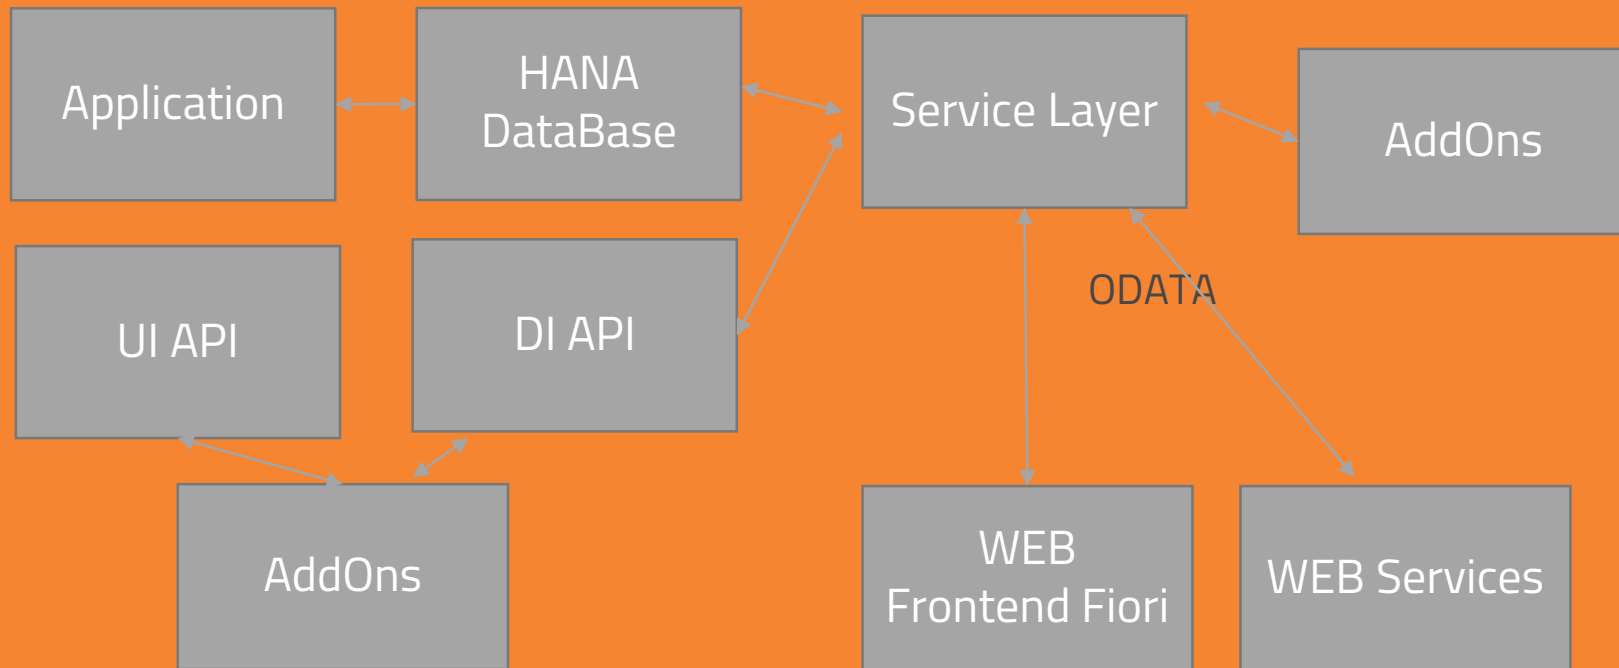 Application
HANA
DataBase
Service Layer
AddOns
UI API
DI API
ODATA
AddOns
WEB
Frontend Fiori
WEB Services